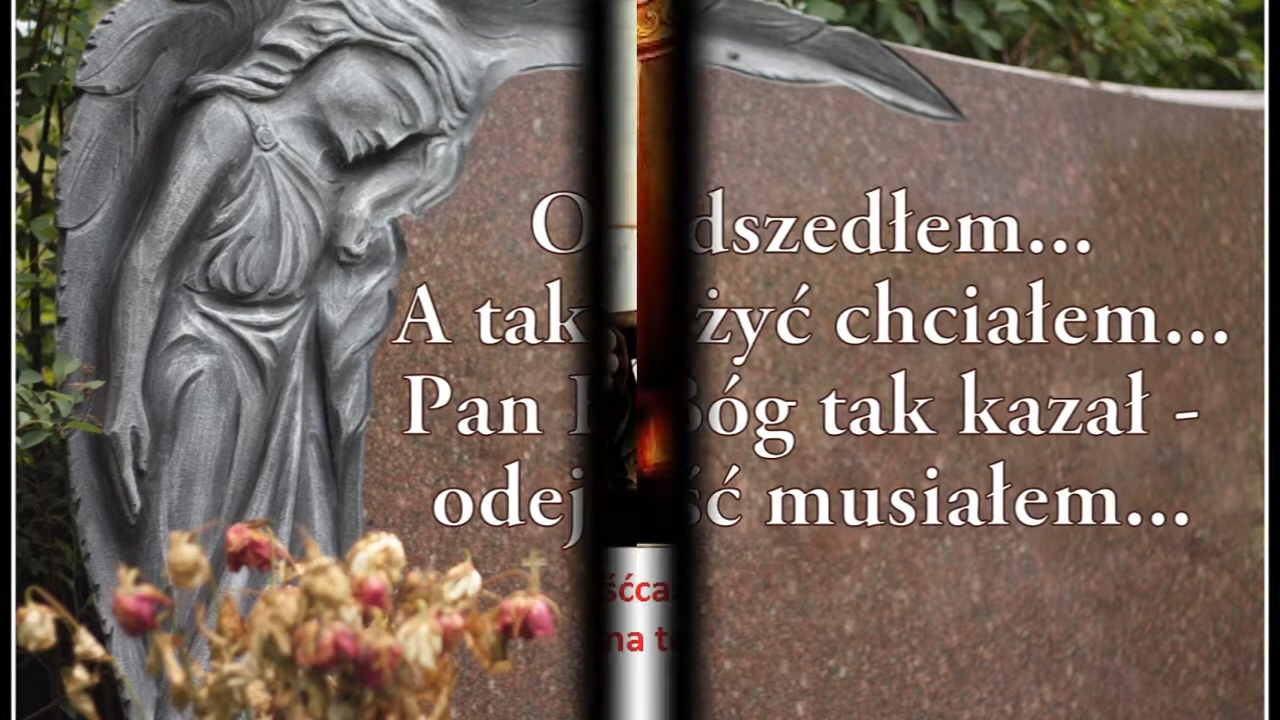 Odszedłem...
A tak żyć chciałem...
Pan Bóg tak kazał -
odejść musiałem...